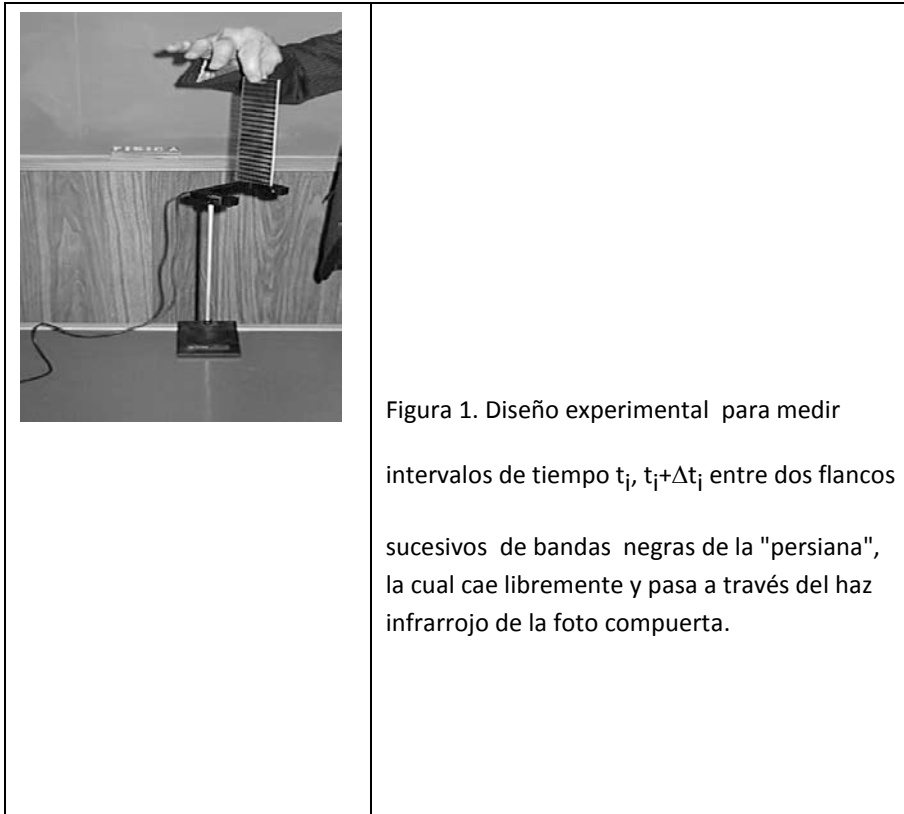 FISICA
Figura 1. Diseño experimental para medir
intervalos de tiempo tᵢ, tᵢ+Δtᵢ entre dos flancos
sucesivos de bandas negras de la "persiana",
la cual cae libremente y pasa a través del haz
infrarrojo de la foto compuerta.